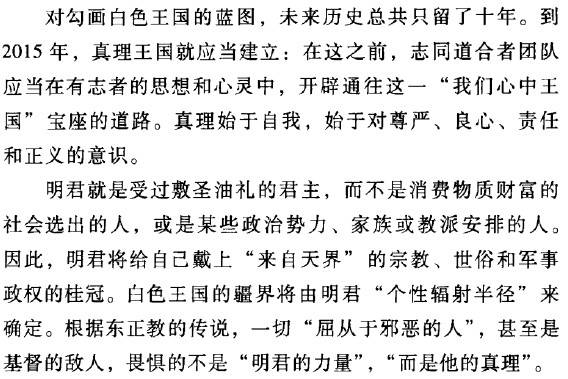 对勾画白色王国的蓝图，未来历史总共只留了十年。到
2015 年，真理王国就应当建立：在这之前，志同道合者团队
应当在有志者的思想和心灵中，开辟通往这一“我们心中王
国”宝座的道路。真理始于自我，始于对尊严、良心、责任
和正义的意识。
明君就是受过敷圣油礼的君主，而不是消费物质财富的
社会选出的人，或是某些政治势力、家族或教派安排的人。
因此，明君将给自己戴上“来自天界”的宗教、世俗和军事
政权的桂冠。白色王国的疆界将由明君“个性辐射半径”来
确定。根据东正教的传说，一切“屈从于邪恶的人”，甚至是
基督的敌人，畏惧的不是“明君的力量”，“而是他的真理”。